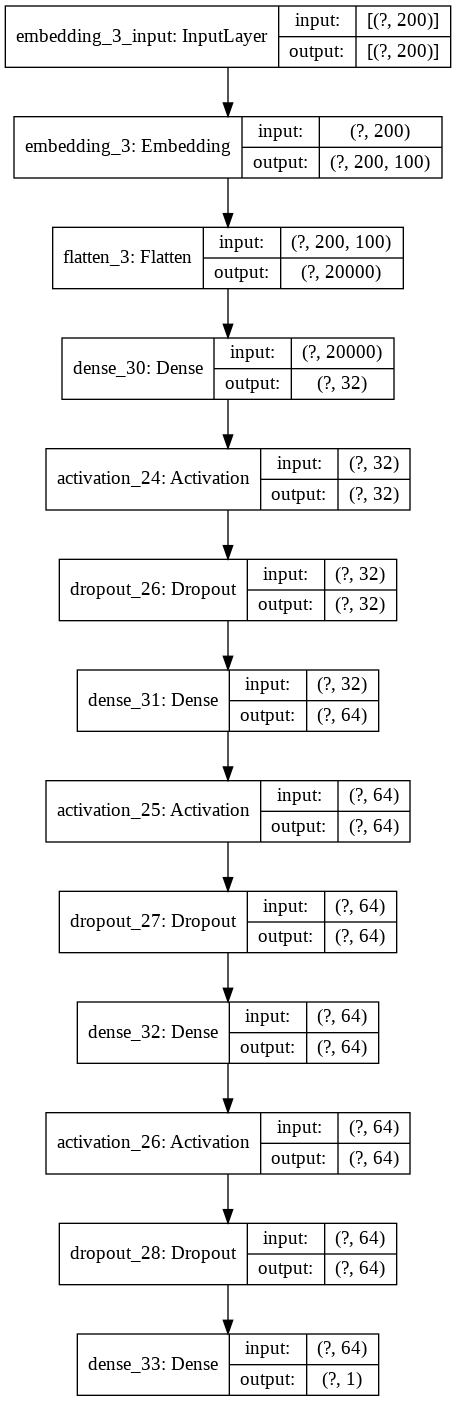 embedding_3_input: InputLayer
input: [(?, 200)]
output: [(?, 200)]
embedding_3: Embedding
input: (?, 200)
output: (?, 200, 100)
flatten_3: Flatten
input: (?, 200, 100)
output: (?, 20000)
dense_30: Dense
input: (?, 20000)
output: (?, 32)
activation_24: Activation
input: (?, 32)
output: (?, 32)
dropout_26: Dropout
input: (?, 32)
output: (?, 32)
dense_31: Dense
input: (?, 32)
output: (?, 64)
activation_25: Activation
input: (?, 64)
output: (?, 64)
dropout_27: Dropout
input: (?, 64)
output: (?, 64)
dense_32: Dense
input: (?, 64)
output: (?, 64)
activation_26: Activation
input: (?, 64)
output: (?, 64)
dropout_28: Dropout
input: (?, 64)
output: (?, 64)
dense_33: Dense
input: (?, 64)
output: (?, 1)